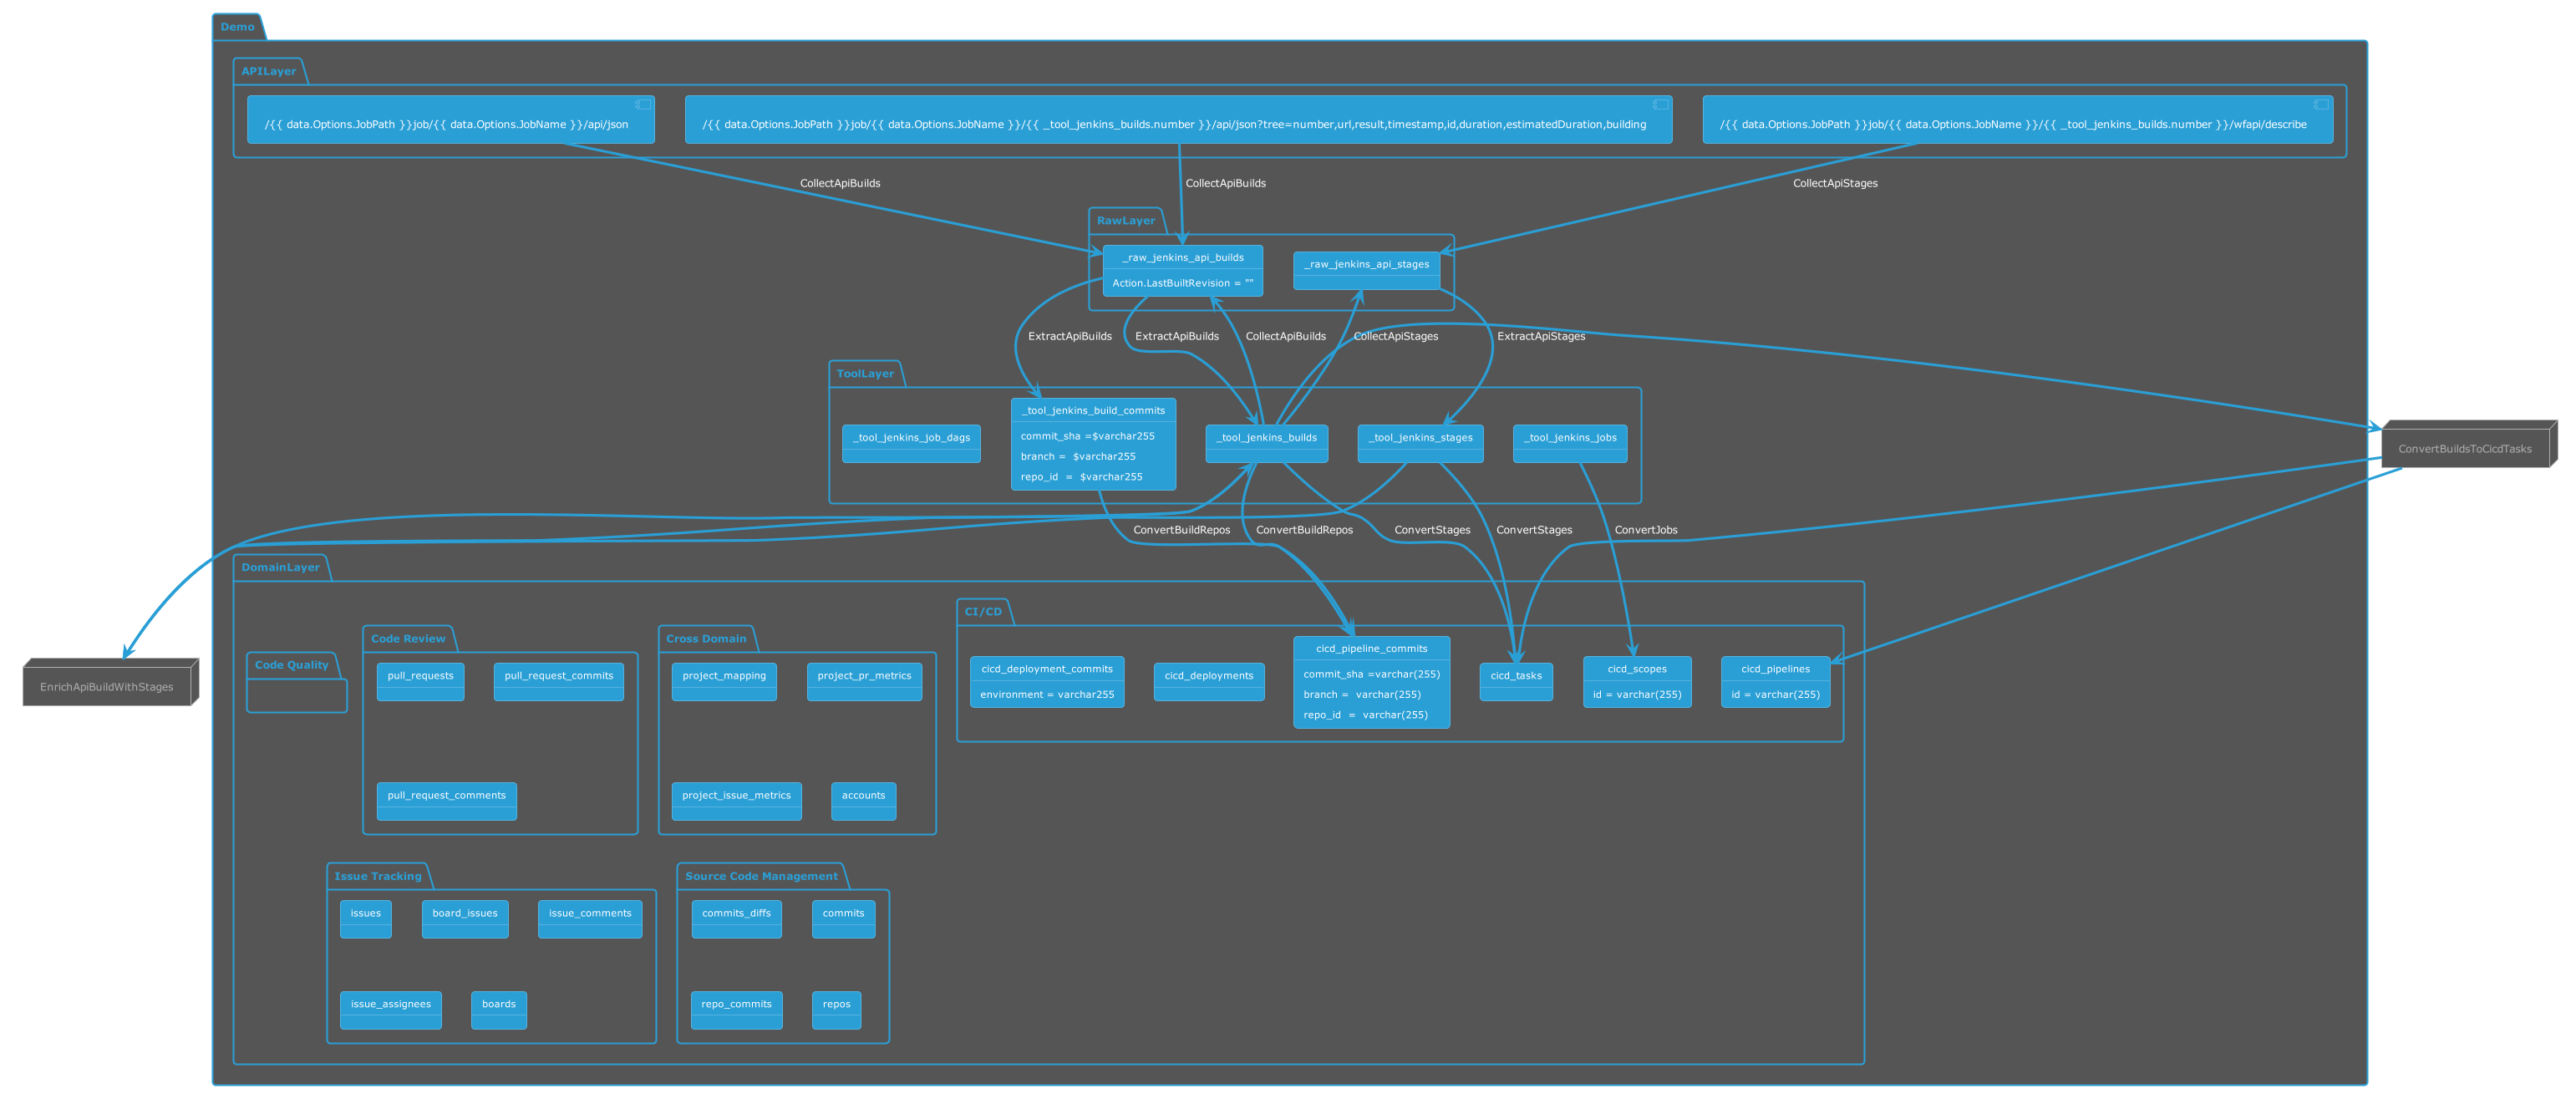 Demo
APILayer
/{{ data.Options.JobPath }}job/{{ data.Options.JobName }}/api/json
/{{ data.Options.JobPath }}job/{{ data.Options.JobName }}/{{ _tool_jenkins_builds.number }}/api/json?tree=number,url,result,timestamp,id,duration,estimatedDuration,building
/{{ data.Options.JobPath }}job/{{ data.Options.JobName }}/{{ _tool_jenkins_builds.number }}/wfapi/describe
CollectApiBuilds
CollectApiBuilds
CollectApiStages
RawLayer
_raw_jenkins_api_builds
Action.LastBuiltRevision = ""
_raw_jenkins_api_stages
ExtractApiBuilds
ExtractApiBuilds
CollectApiBuilds
CollectApiStages
ExtractApiStages
ToolLayer
_tool_jenkins_job_dags
_tool_jenkins_build_commits
commit_sha =$varchar255
branch =  $varchar255
repo_id  =  $varchar255
_tool_jenkins_builds
_tool_jenkins_stages
_tool_jenkins_jobs
ConvertBuildsToCicdTasks
ConvertBuildRepos
ConvertBuildRepos
ConvertStages
ConvertStages
ConvertJobs
DomainLayer
EnrichApiBuildWithStages
Code Quality
Code Review
pull_requests
pull_request_commits
pull_request_comments
Cross Domain
project_mapping
project_pr_metrics
project_issue_metrics
accounts
CI/CD
cicd_deployment_commits
environment = varchar255
cicd_deployments
cicd_pipeline_commits
commit_sha =varchar(255)
branch =  varchar(255)
repo_id  =  varchar(255)
cicd_tasks
cicd_scopes
id = varchar(255)
cicd_pipelines
id = varchar(255)
Issue Tracking
issues
board_issues
issue_comments
issue_assignees
boards
Source Code Management
commits_diffs
commits
repo_commits
repos